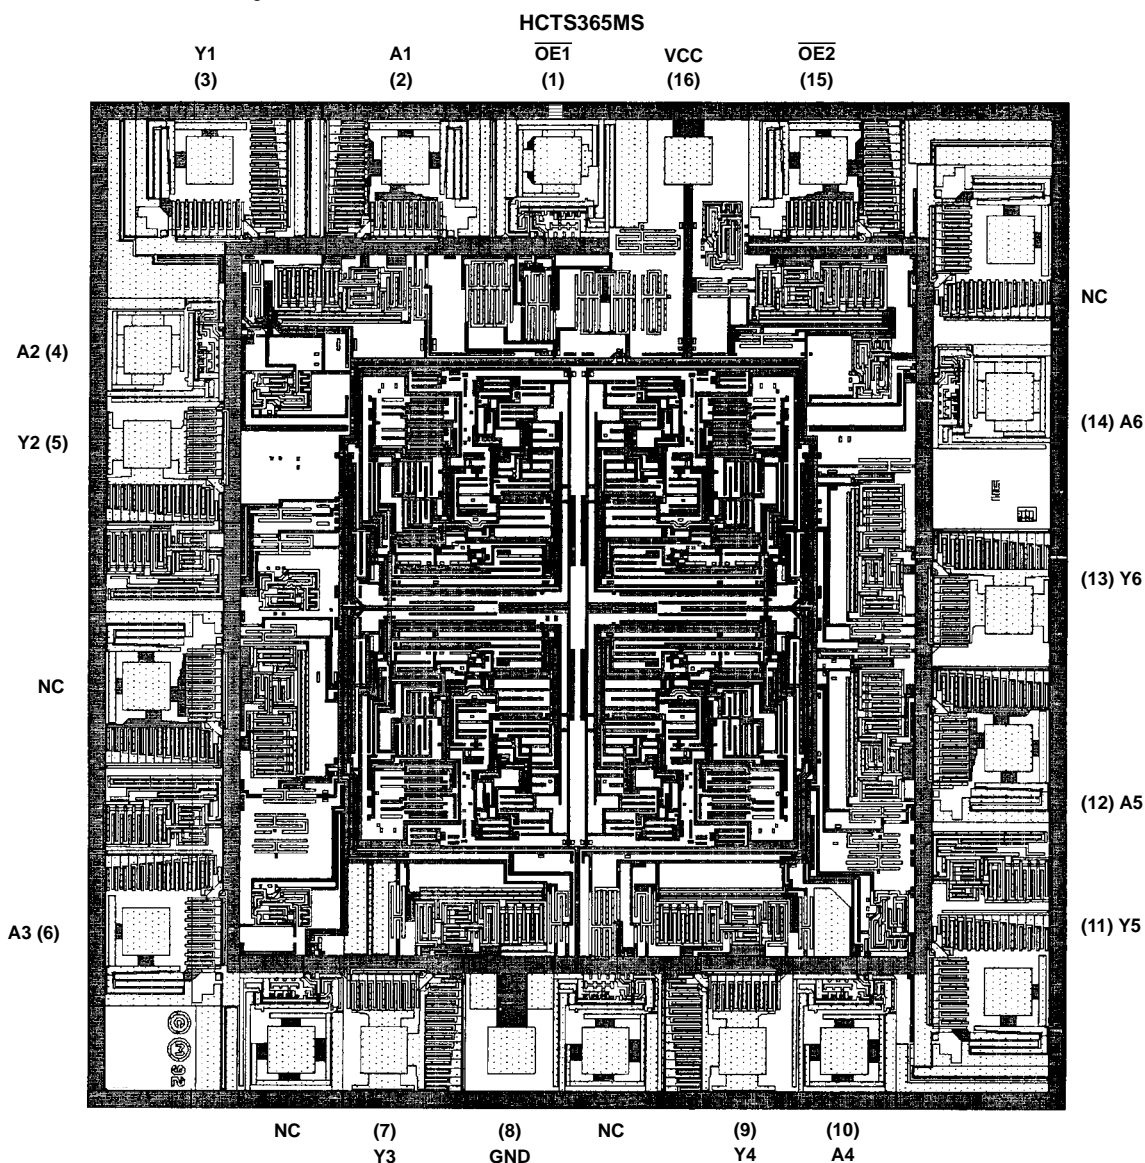 HCTS365MS
Y1 A1 OE1 VCC OE2
(3) (2) (1) (16) (15)
NC
A2 (4)
(14) A6
Y2 (5)
(13) Y6
NC
(12) A5
(11) Y5
A3 (6)
NC (7) (8) NC (9) (10)
Y3 GND Y4 A4